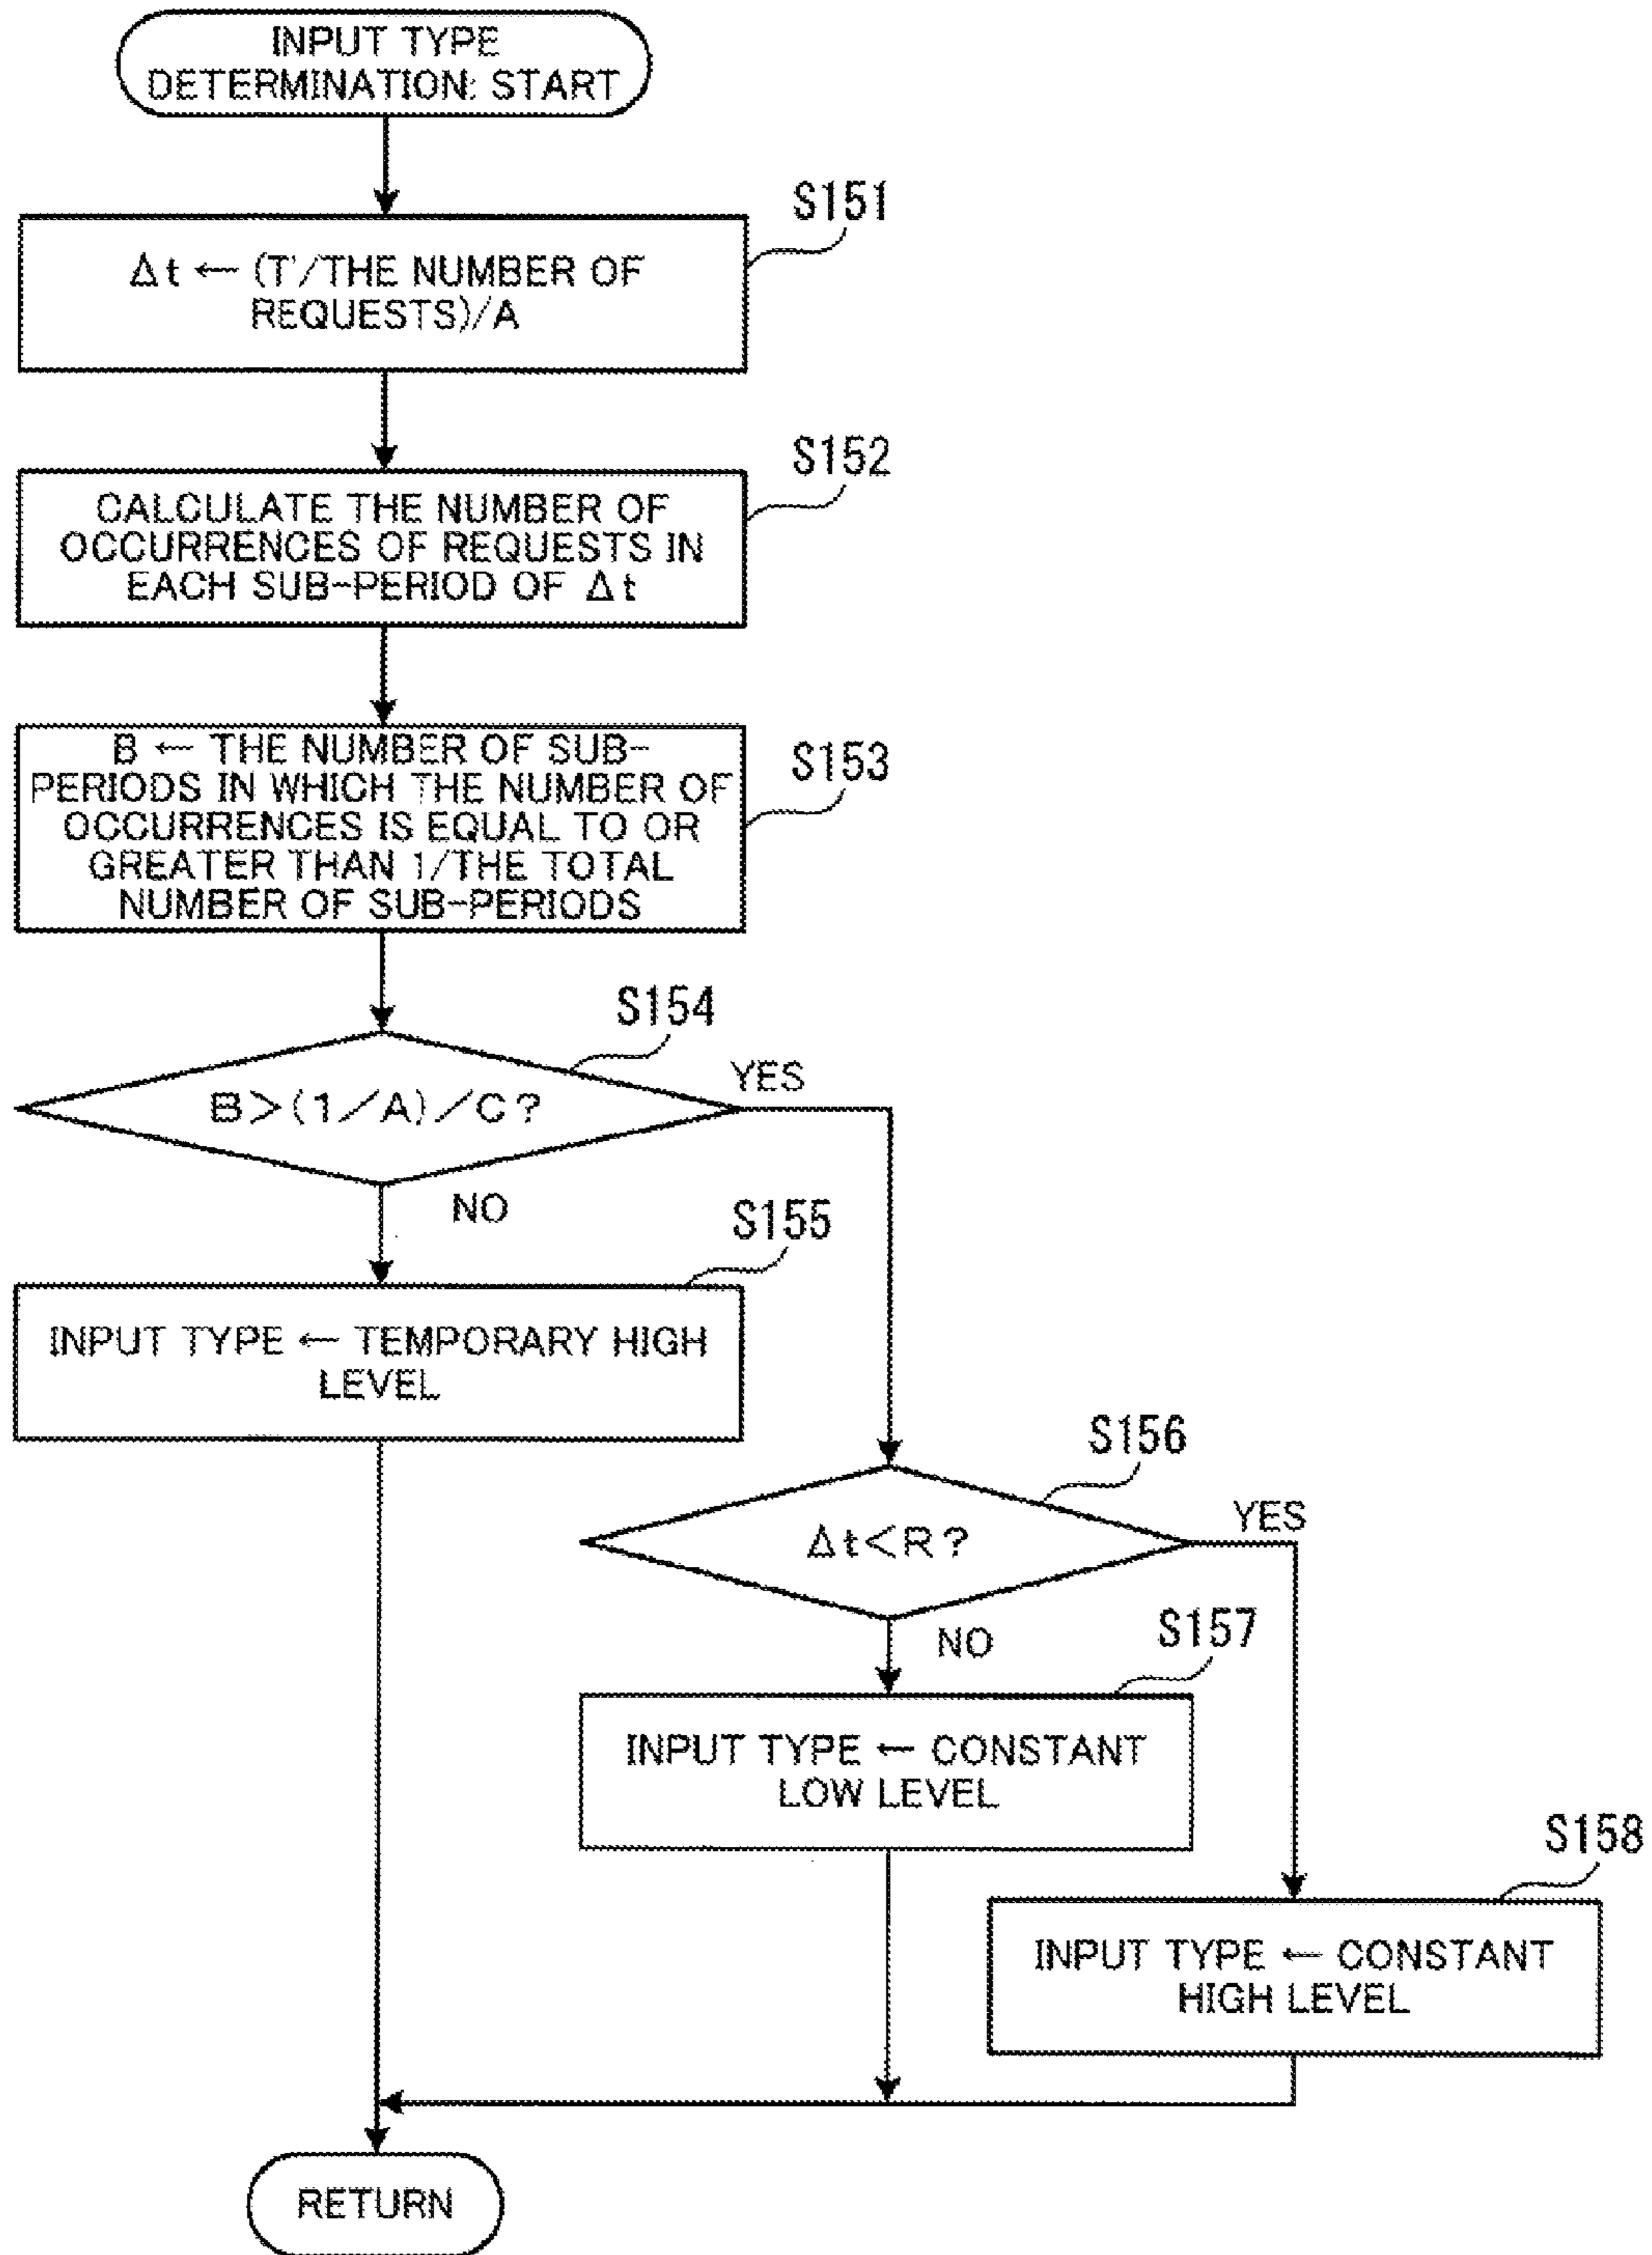 INPUT TYPE
DETERMINATION: START
S151
Δt ← (T'/THE NUMBER OF
REQUESTS)/A
S152
CALCULATE THE NUMBER OF
OCCURRENCES OF REQUESTS IN
EACH SUB-PERIOD OF Δt
S153
B ← THE NUMBER OF SUB-
PERIODS IN WHICH THE NUMBER OF
OCCURRENCES IS EQUAL TO OR
GREATER THAN 1/THE TOTAL
NUMBER OF SUB-PERIODS
S154
B>(1/A)/C?
YES
NO
S155
INPUT TYPE ← TEMPORARY HIGH
LEVEL
S156
Δt<R?
YES
NO
S157
INPUT TYPE ← CONSTANT
LOW LEVEL
S158
INPUT TYPE ← CONSTANT
HIGH LEVEL
RETURN